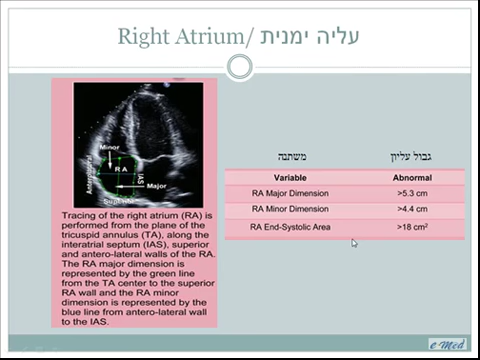 Right Atrium/ עליה ימנית
Minor
R A
IAS
Anterolateral
Major
Superior
Tracing of the right atrium (RA) is
performed from the plane of the
tricuspid annulus (TA), along the
interatrial septum (IAS), superior
and antero-lateral walls of the RA.
The RA major dimension is
represented by the green line
from the TA center to the superior
RA wall and the RA minor
dimension is represented by the
blue line from antero-lateral wall
to the IAS.
משתנה גבול עליון
Variable Abnormal
RA Major Dimension >5.3 cm
RA Minor Dimension >4.4 cm
RA End-Systolic Area >18 cm²
e Med